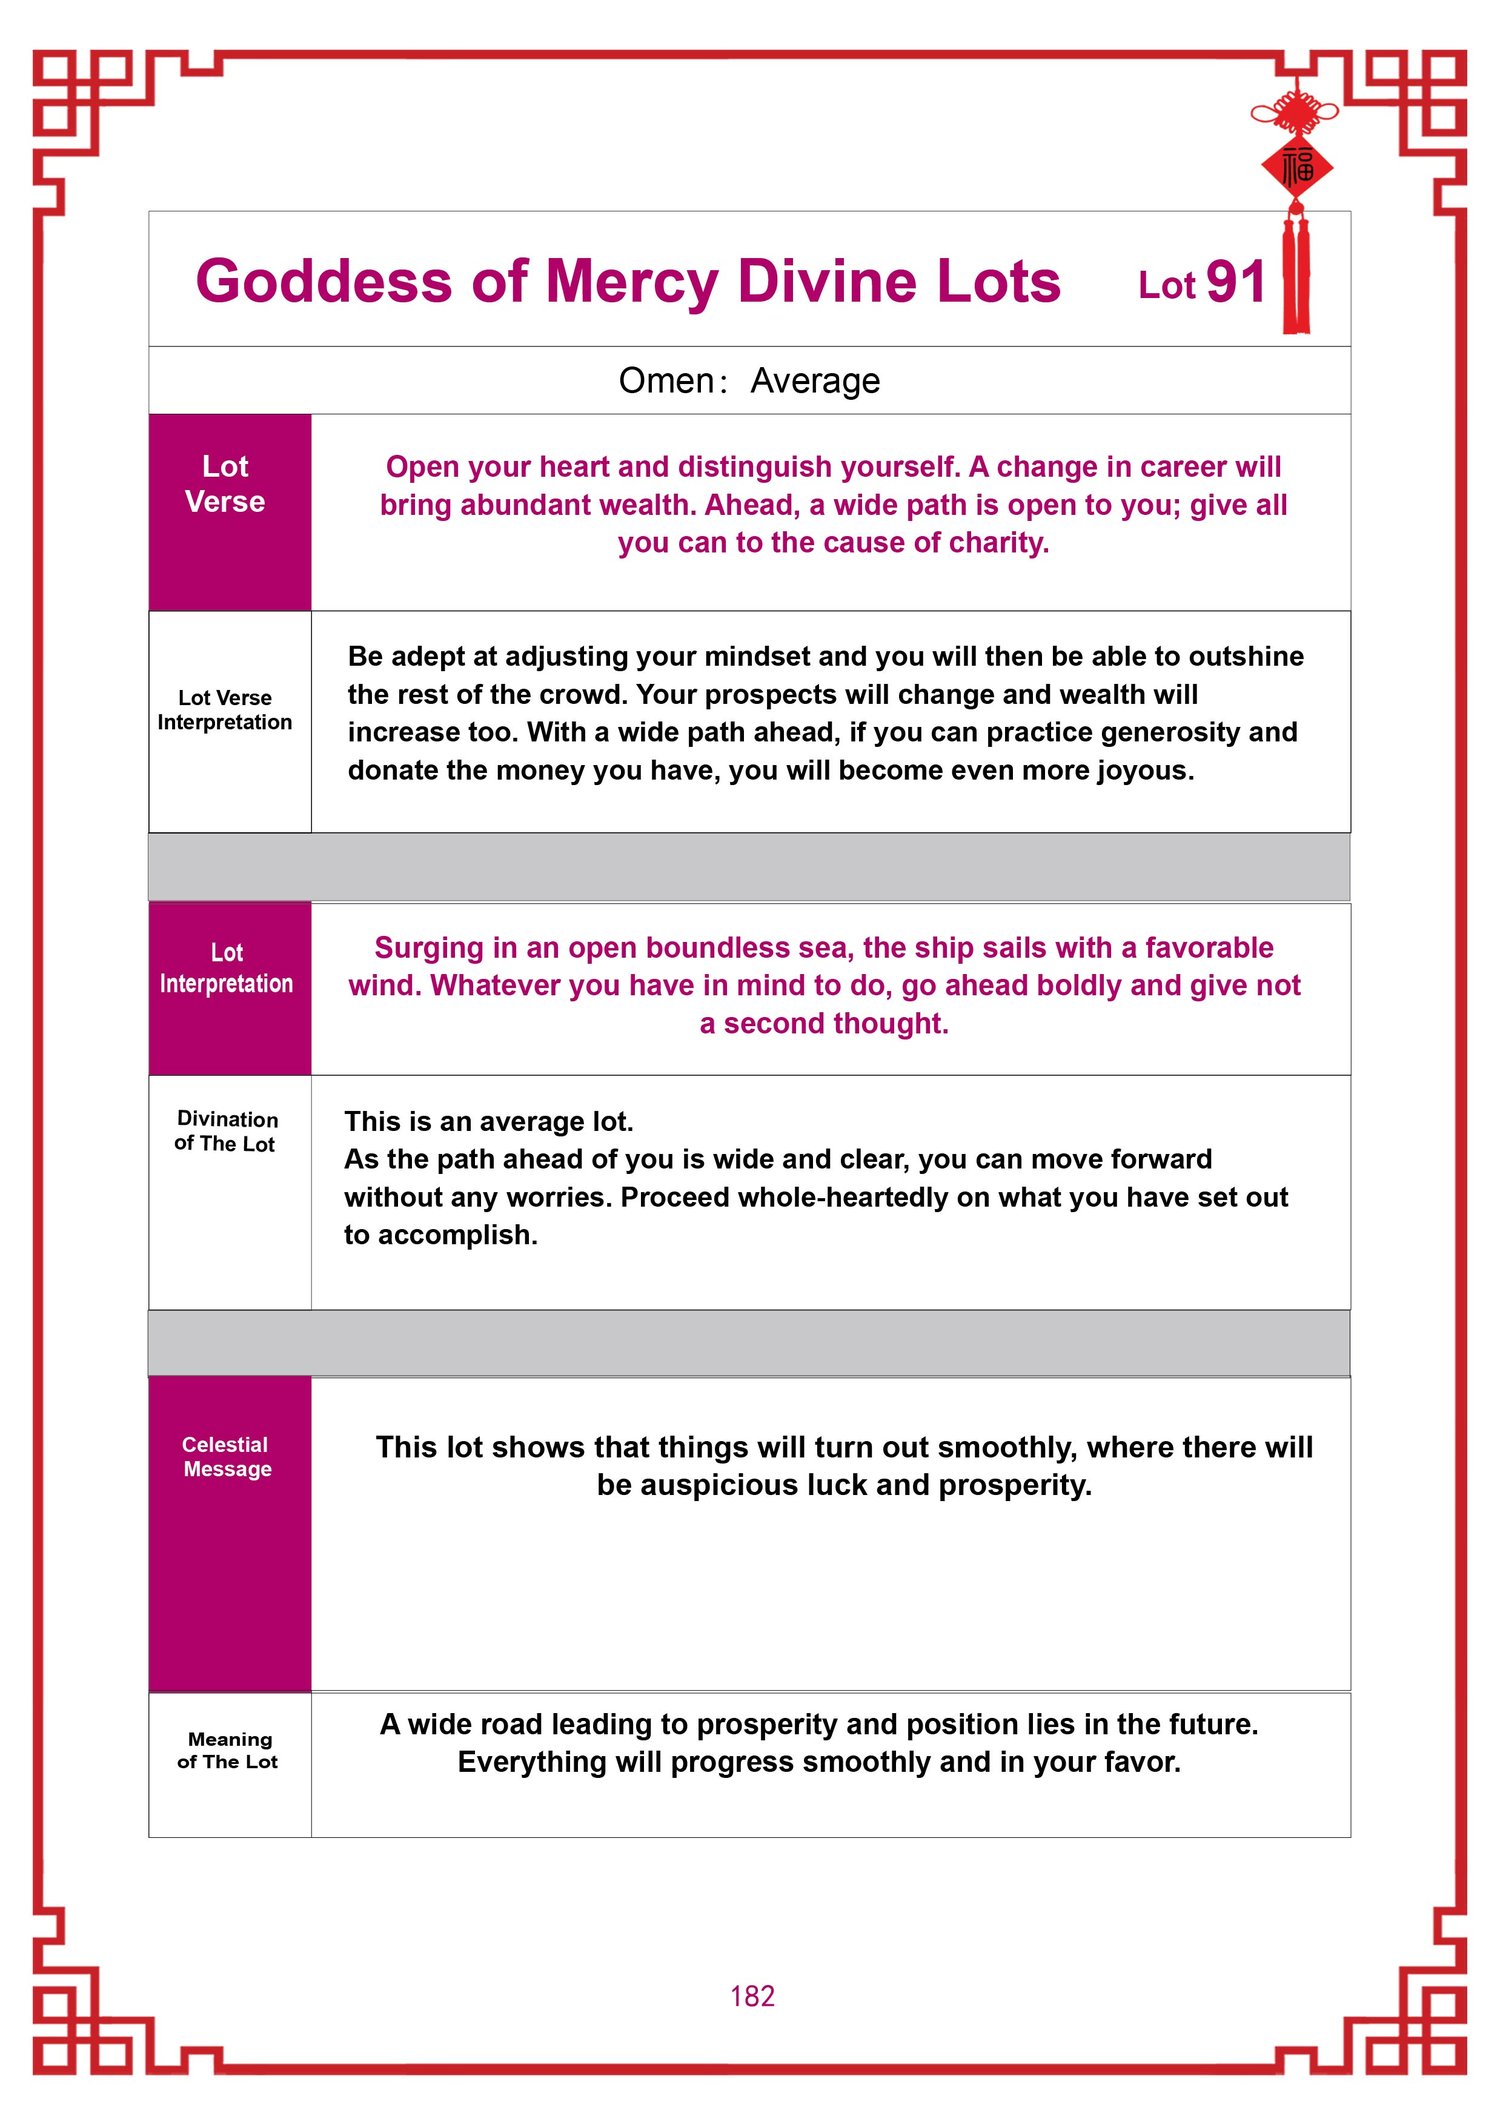 福
Goddess of Mercy Divine Lots Lot 91
Omen： Average
Lot
Verse
Open your heart and distinguish yourself. A change in career will
bring abundant wealth. Ahead, a wide path is open to you; give all
you can to the cause of charity.
Lot Verse
Interpretation
Be adept at adjusting your mindset and you will then be able to outshine
the rest of the crowd. Your prospects will change and wealth will
increase too. With a wide path ahead, if you can practice generosity and
donate the money you have, you will become even more joyous.
Lot
Interpretation
Surging in an open boundless sea, the ship sails with a favorable
wind. Whatever you have in mind to do, go ahead boldly and give not
a second thought.
Divination
of The Lot
This is an average lot.
As the path ahead of you is wide and clear, you can move forward
without any worries. Proceed whole-heartedly on what you have set out
to accomplish.
Celestial
Message
This lot shows that things will turn out smoothly, where there will
be auspicious luck and prosperity.
Meaning
of The Lot
A wide road leading to prosperity and position lies in the future.
Everything will progress smoothly and in your favor.
182